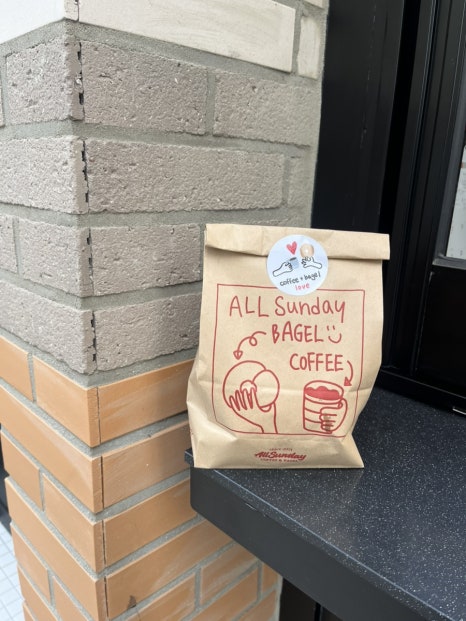 coffee + bagel
love
ALL Sunday
BAGEL
COFFEE
AllSunday